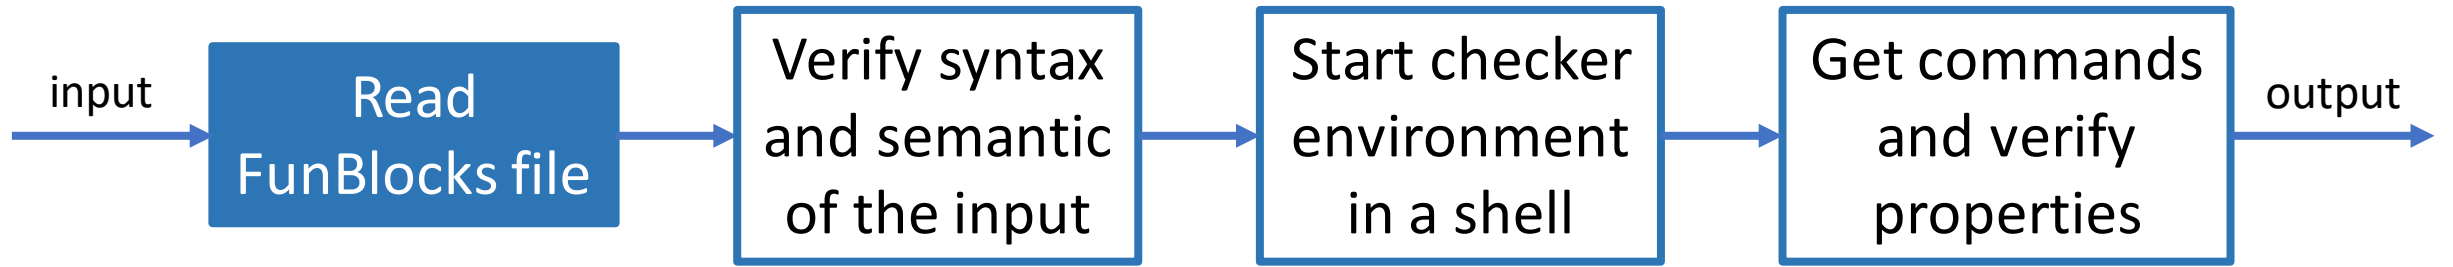 input
Read
FunBlocks file
Verify syntax
and semantic
of the input
Start checker
environment
in a shell
Get commands
and verify
properties
output